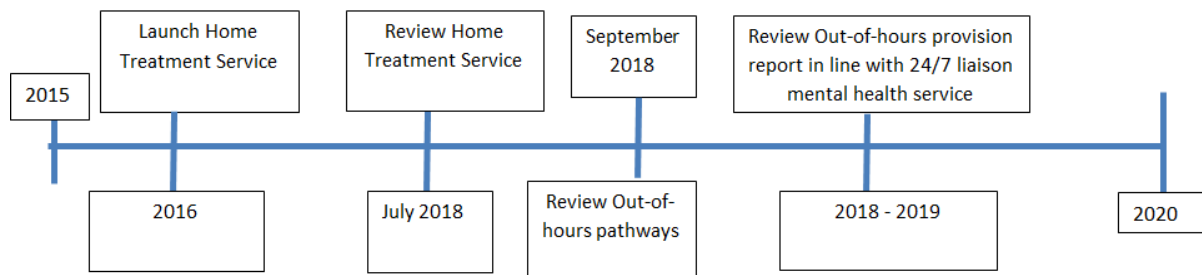 2015
Launch Home
Treatment Service
2016
Review Home
Treatment Service
July 2018
September
2018
Review Out-of-
hours pathways
Review Out-of-hours provision
report in line with 24/7 liaison
mental health service
2018 - 2019
2020